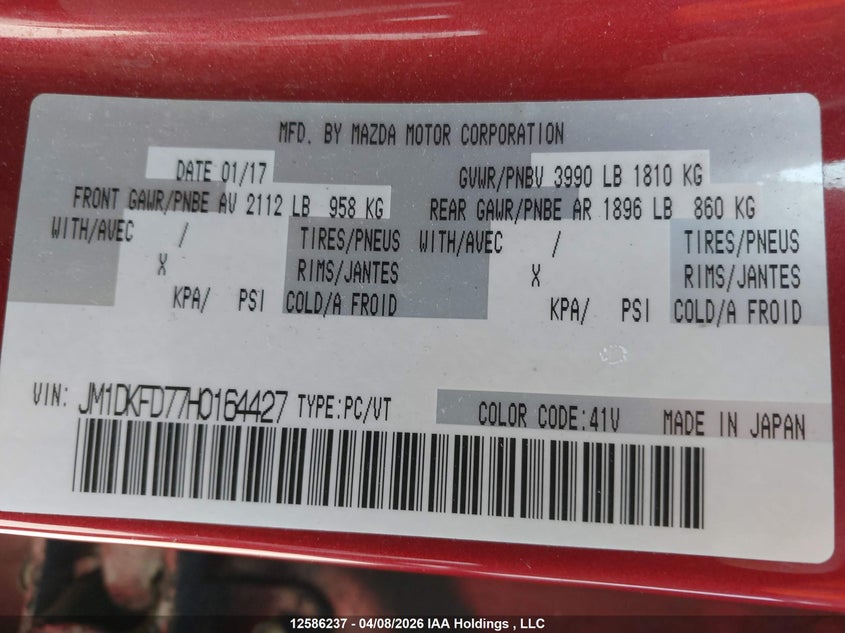 MFD. BY MAZDA MOTOR CORPORATION
DATE 01/17 GVWR/PNBV 3990 LB 1810 KG
FRONT GAWR/PNBE AV 2112 LB 958 KG REAR GAWR/PNBE AR 1896 LB 860 KG
WITH/AVEC / TIRES/PNEUS WITH/AVEC / TIRES/PNEUS
X RIMS/JANTES X RIMS/JANTES
KPA/ PSI COLD/A FROID KPA/ PSI COLD/A FROID
VIN: JM1DKFD77H0164427 TYPE:PC/VT COLOR CODE:41V MADE IN JAPAN
12586237 - 04/08/2026 IAA Holdings , LLC